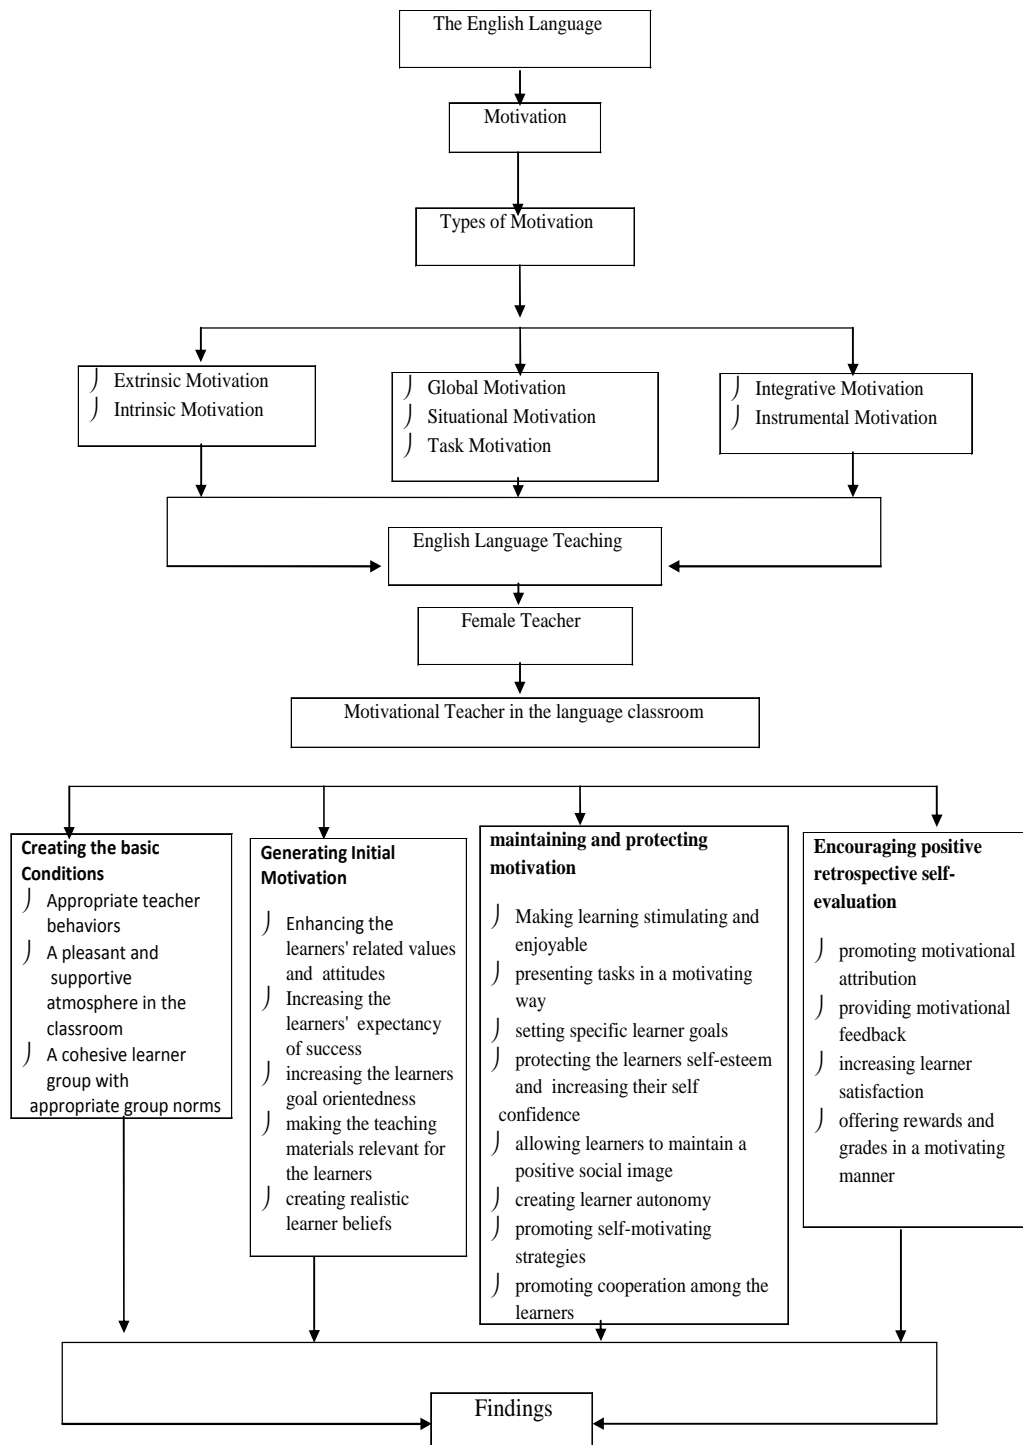 The English Language
Motivation
Types of Motivation
Extrinsic Motivation
Intrinsic Motivation
Global Motivation
Situational Motivation
Task Motivation
Integrative Motivation
Instrumental Motivation
English Language Teaching
Female Teacher
Motivational Teacher in the language classroom
Creating the basic
Conditions
Appropriate teacher
behaviors
A pleasant and
supportive
atmosphere in the
classroom
A cohesive learner
group with
appropriate group norms
Generating Initial
Motivation
Enhancing the
learners' related values
and attitudes
Increasing the
learners' expectancy
of success
increasing the learners
goal orientedness
making the teaching
materials relevant for
the learners
creating realistic
learner beliefs
maintaining and protecting
motivation
Making learning stimulating and
enjoyable
presenting tasks in a motivating
way
setting specific learner goals
protecting the learners self-esteem
and increasing their self
confidence
allowing learners to maintain a
positive social image
creating learner autonomy
promoting self-motivating
strategies
promoting cooperation among the
learners
Encouraging positive
retrospective self-
evaluation
promoting motivational
attribution
providing motivational
feedback
increasing learner
satisfaction
offering rewards and
grades in a motivating
manner
Findings